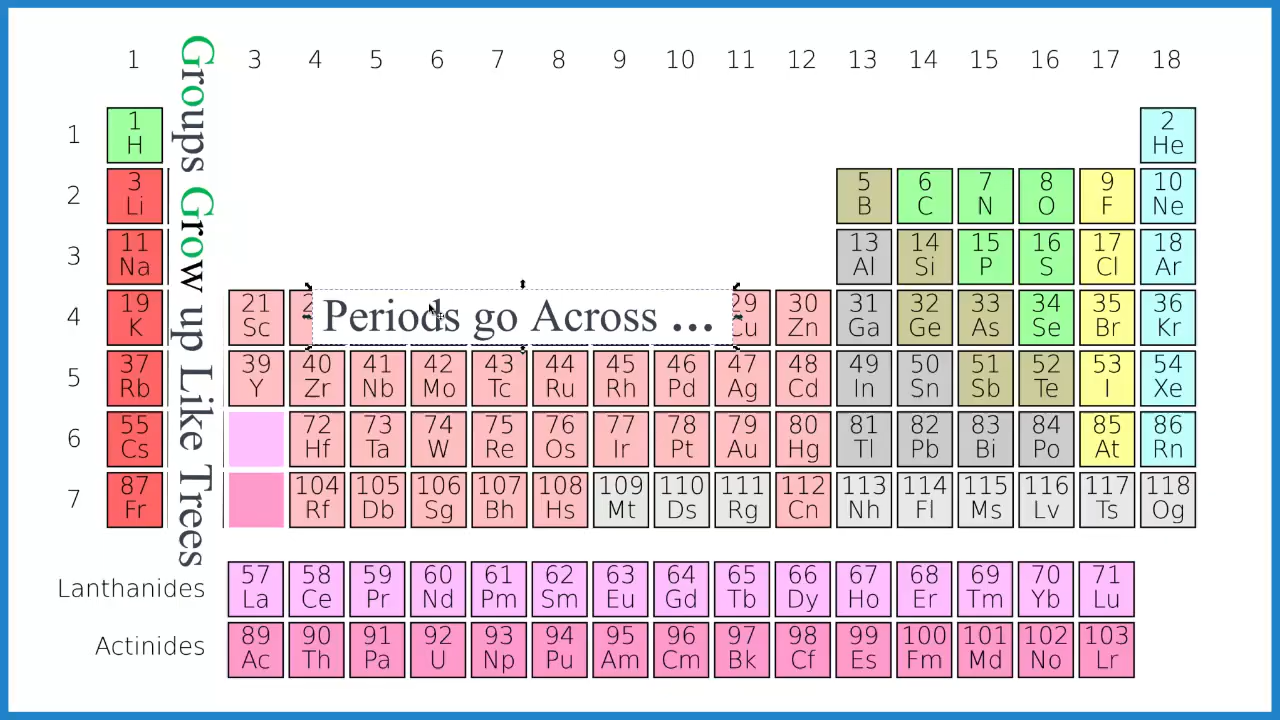 1 3 4 5 6 7 8 9 10 11 12 13 14 15 16 17 18
Groups Grow up Like Trees
1 1 H 2 He
2 3 Li 5 B 6 C 7 N 8 O 9 F 10 Ne
3 11 Na 13 Al 14 Si 15 P 16 S 17 Cl 18 Ar
4 19 K 21 Sc Periods go Across ... 29 Cu 30 Zn 31 Ga 32 Ge 33 As 34 Se 35 Br 36 Kr
5 37 Rb 39 Y 40 Zr 41 Nb 42 Mo 43 Tc 44 Ru 45 Rh 46 Pd 47 Ag 48 Cd 49 In 50 Sn 51 Sb 52 Te 53 I 54 Xe
6 55 Cs 72 Hf 73 Ta 74 W 75 Re 76 Os 77 Ir 78 Pt 79 Au 80 Hg 81 Tl 82 Pb 83 Bi 84 Po 85 At 86 Rn
7 87 Fr 104 Rf 105 Db 106 Sg 107 Bh 108 Hs 109 Mt 110 Ds 111 Rg 112 Cn 113 Nh 114 Fl 115 Ms 116 Lv 117 Ts 118 Og
Lanthanides 57 La 58 Ce 59 Pr 60 Nd 61 Pm 62 Sm 63 Eu 64 Gd 65 Tb 66 Dy 67 Ho 68 Er 69 Tm 70 Yb 71 Lu
Actinides 89 Ac 90 Th 91 Pa 92 U 93 Np 94 Pu 95 Am 96 Cm 97 Bk 98 Cf 99 Es 100 Fm 101 Md 102 No 103 Lr